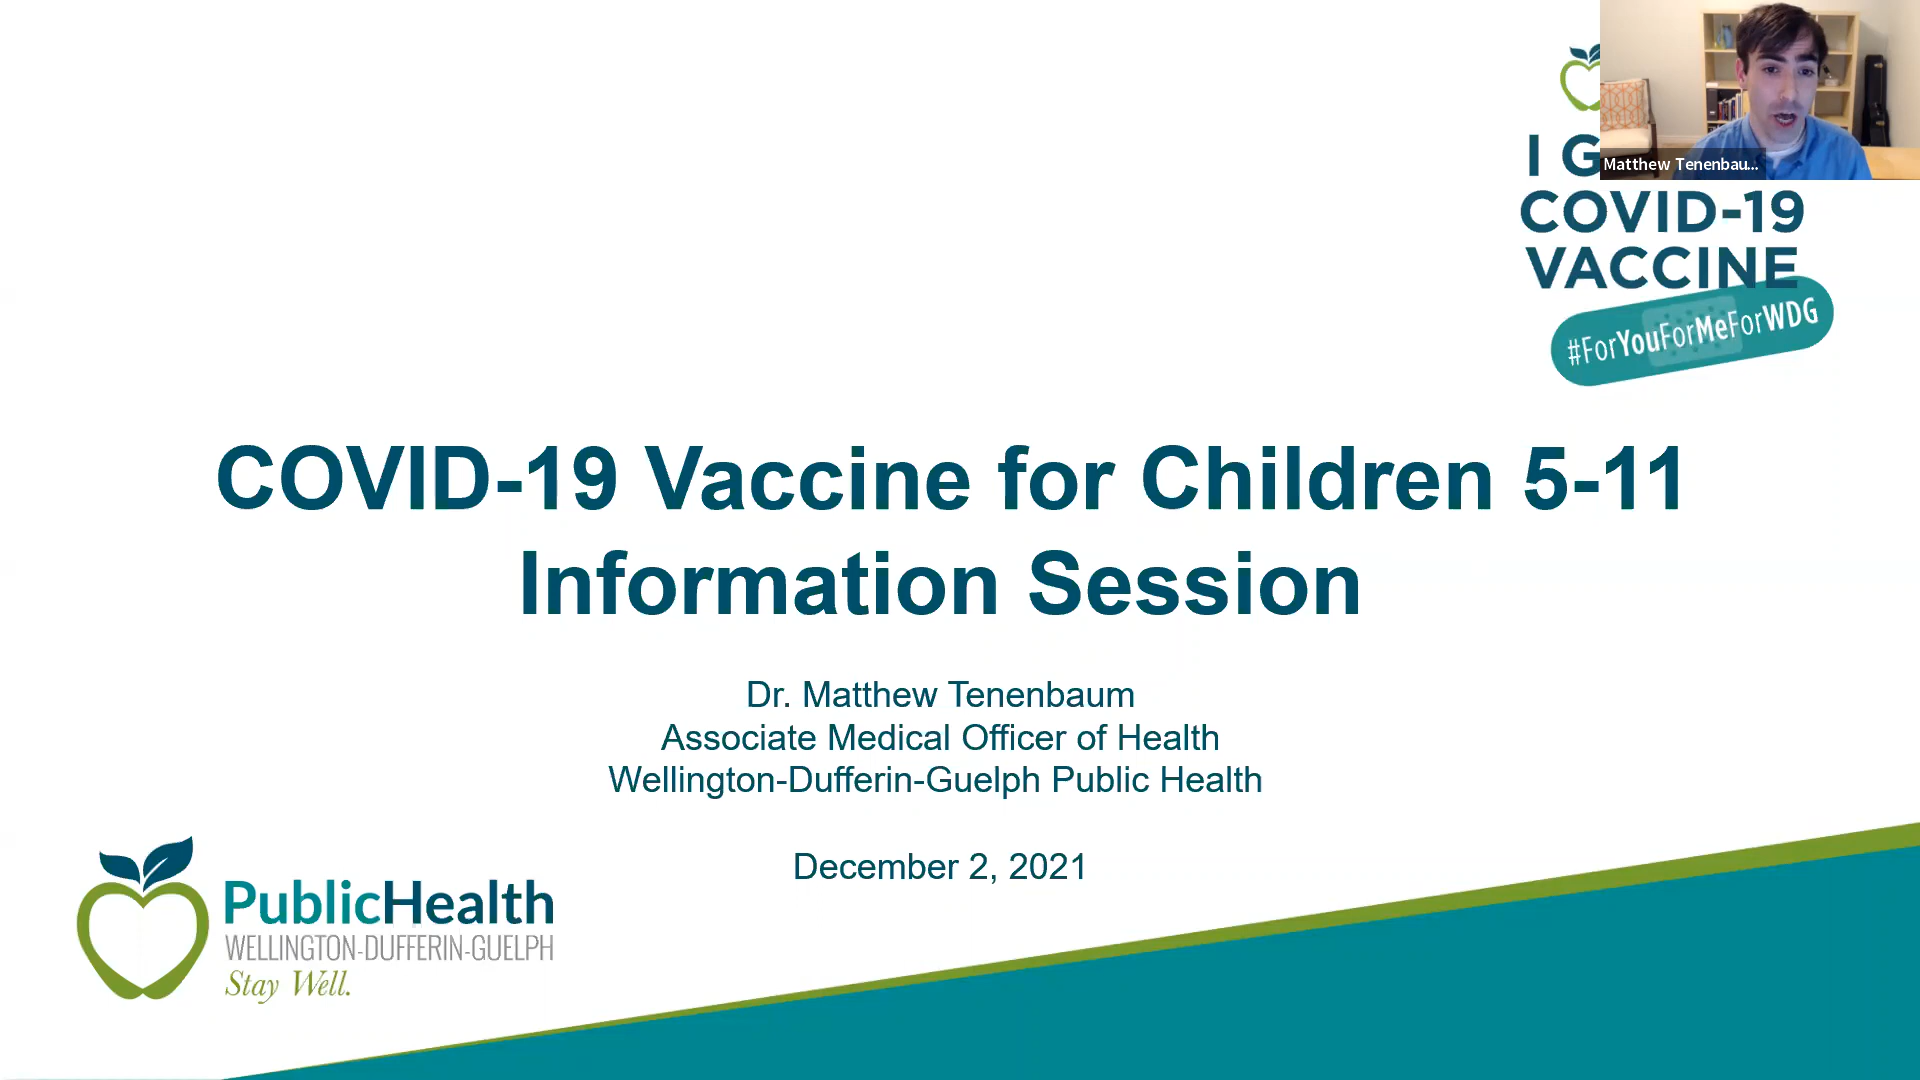 Matthew Tenenbau...
I G
COVID-19
VACCINE
#ForYouForMeForWDG
COVID-19 Vaccine for Children 5-11
Information Session
Dr. Matthew Tenenbaum
Associate Medical Officer of Health
Wellington-Dufferin-Guelph Public Health
December 2, 2021
PublicHealth
WELLINGTON-DUFFERIN-GUELPH
Stay Well.